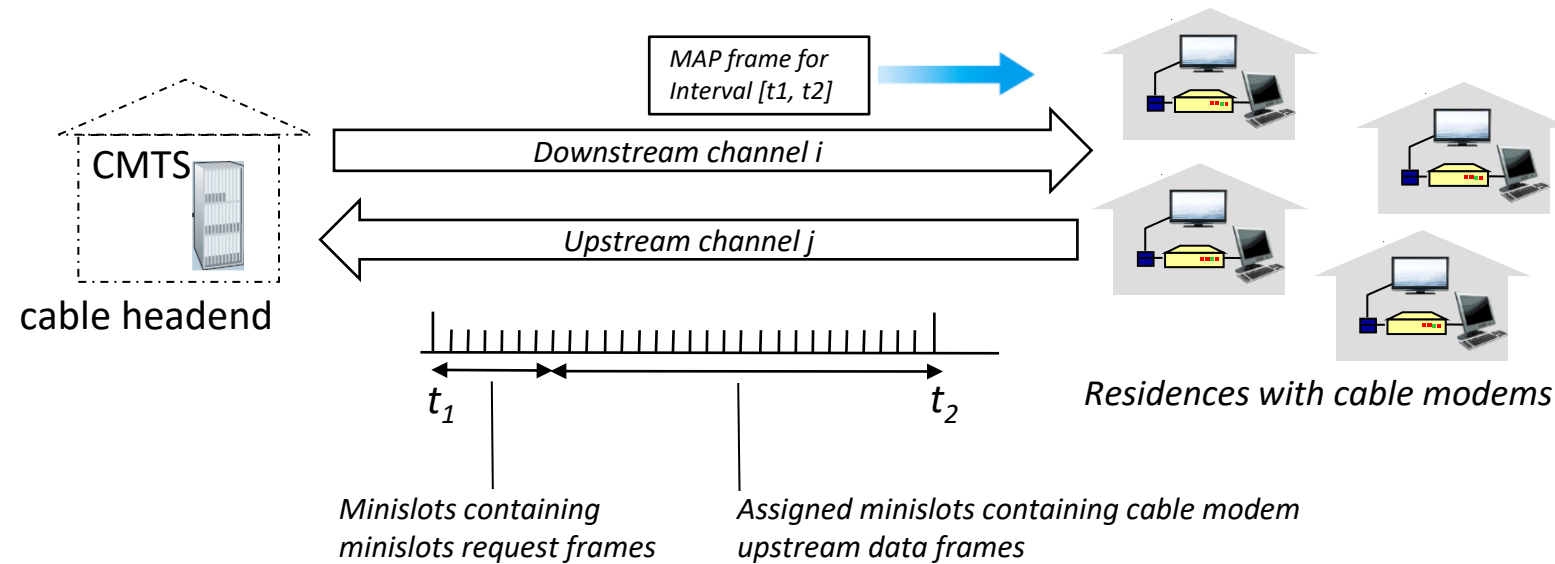 MAP frame for
Interval [t1, t2]
CMTS
Downstream channel i
Upstream channel j
cable headend
t1
t2
Residences with cable modems
Minislots containing
minislots request frames
Assigned minislots containing cable modem
upstream data frames